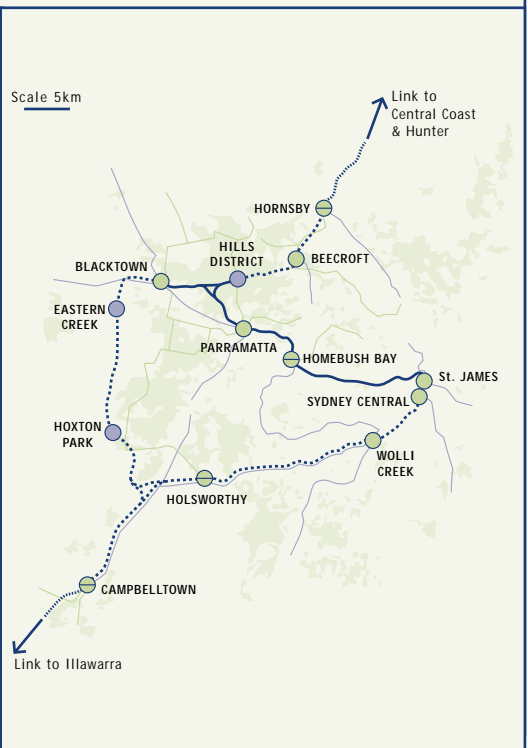 Scale 5km
Link to
Central Coast
& Hunter
HORNSBY
HILLS
DISTRICT
BEECROFT
BLACKTOWN
EASTERN
CREEK
PARRAMATTA
HOMEBUSH BAY
St. JAMES
SYDNEY CENTRAL
HOXTON
PARK
WOLLI
CREEK
HOLSWORTHY
CAMPBELLTOWN
Link to Illawarra